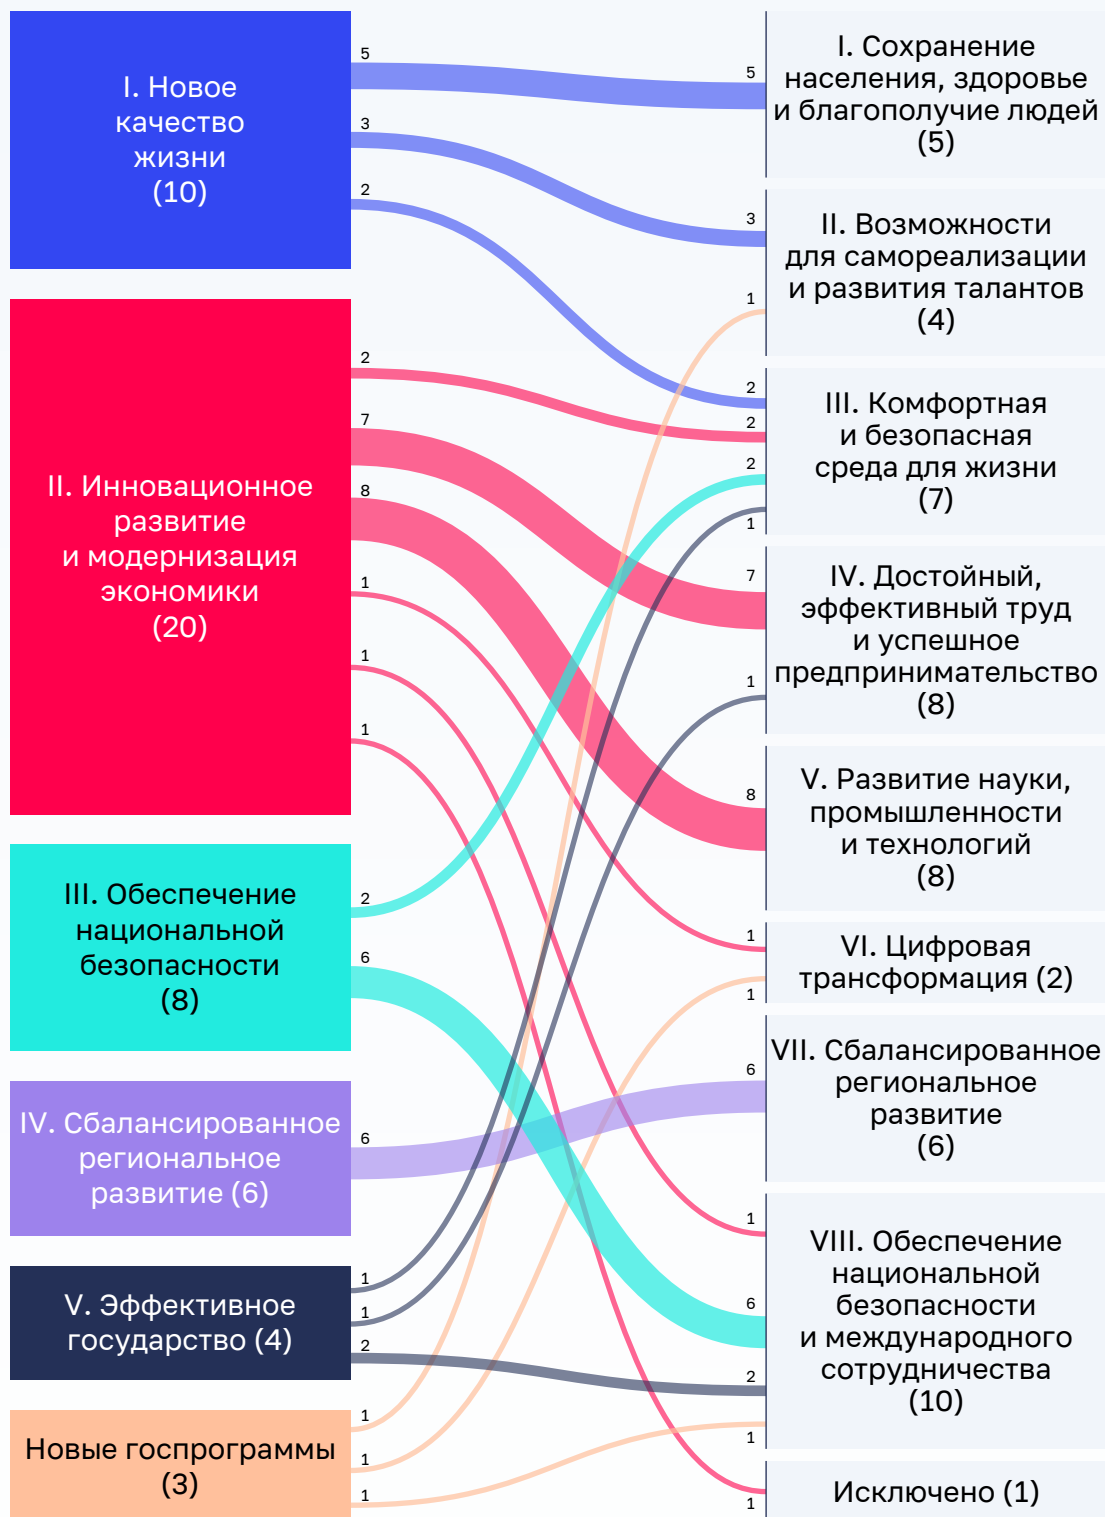 I. Новое
качество
жизни
(10)
5
3
2
II. Инновационное
развитие
и модернизация
экономики
(20)
2
7
8
1
1
1
III. Обеспечение
национальной
безопасности
(8)
2
6
IV. Сбалансированное
региональное
развитие (6)
6
V. Эффективное
государство (4)
1
1
2
Новые госпрограммы
(3)
1
1
1
5
I. Сохранение
населения, здоровье
и благополучие людей
(5)
3
1
II. Возможности
для самореализации
и развития талантов
(4)
2
2
2
1
III. Комфортная
и безопасная
среда для жизни
(7)
7
1
IV. Достойный,
эффективный труд
и успешное
предпринимательство
(8)
8
V. Развитие науки,
промышленности
и технологий
(8)
1
1
VI. Цифровая
трансформация (2)
6
VII. Сбалансированное
региональное
развитие
(6)
1
6
2
1
VIII. Обеспечение
национальной
безопасности
и международного
сотрудничества
(10)
1
Исключено (1)